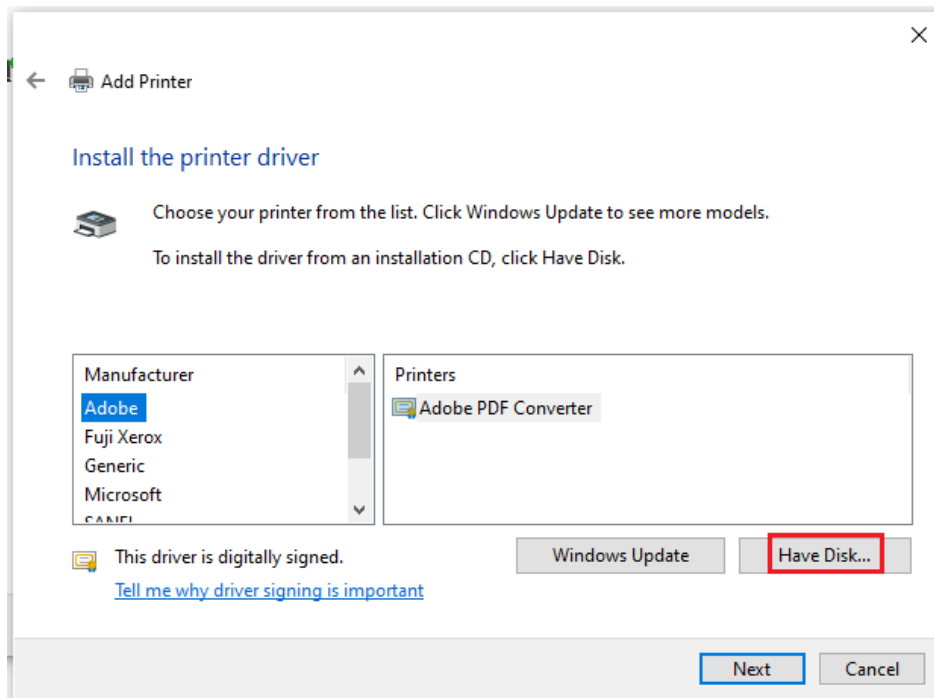 Add Printer
Install the printer driver
Choose your printer from the list. Click Windows Update to see more models.
To install the driver from an installation CD, click Have Disk.
Manufacturer
Adobe
Fuji Xerox
Generic
Microsoft
Printers
Adobe PDF Converter
This driver is digitally signed.
Tell me why driver signing is important
Windows Update
Have Disk...
Next
Cancel